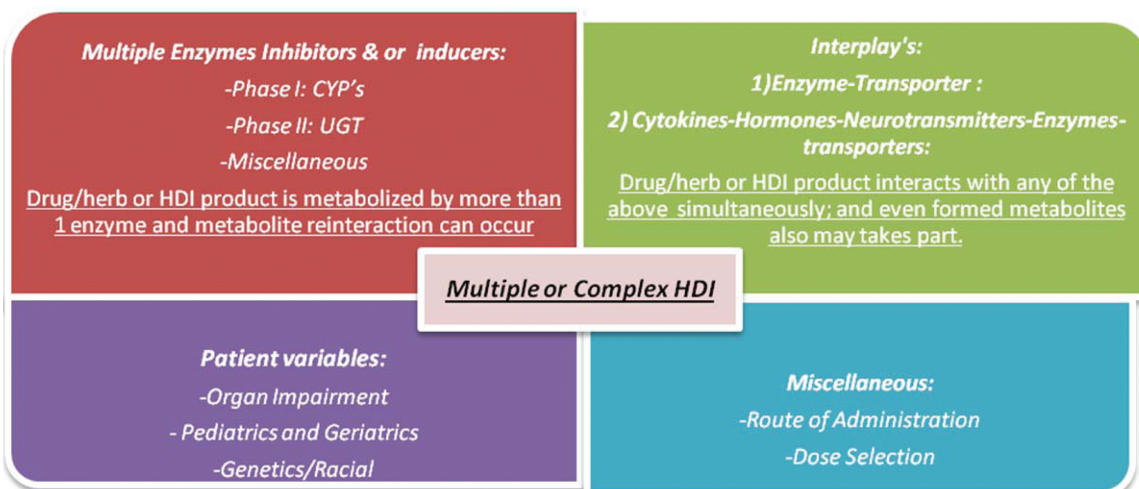 Multiple Enzymes Inhibitors & or inducers:
-Phase I: CYP's
-Phase II: UGT
-Miscellaneous
Drug/herb or HDI product is metabolized by more than
1 enzyme and metabolite reinteraction can occur
Interplay's:
1)Enzyme-Transporter :
2) Cytokines-Hormones-Neurotransmitters-Enzymes-
transporters:
Drug/herb or HDI product interacts with any of the
above simultaneously; and even formed metabolites
also may takes part.
Multiple or Complex HDI
Patient variables:
-Organ Impairment
- Pediatrics and Geriatrics
-Genetics/Racial
Miscellaneous:
-Route of Administration
-Dose Selection